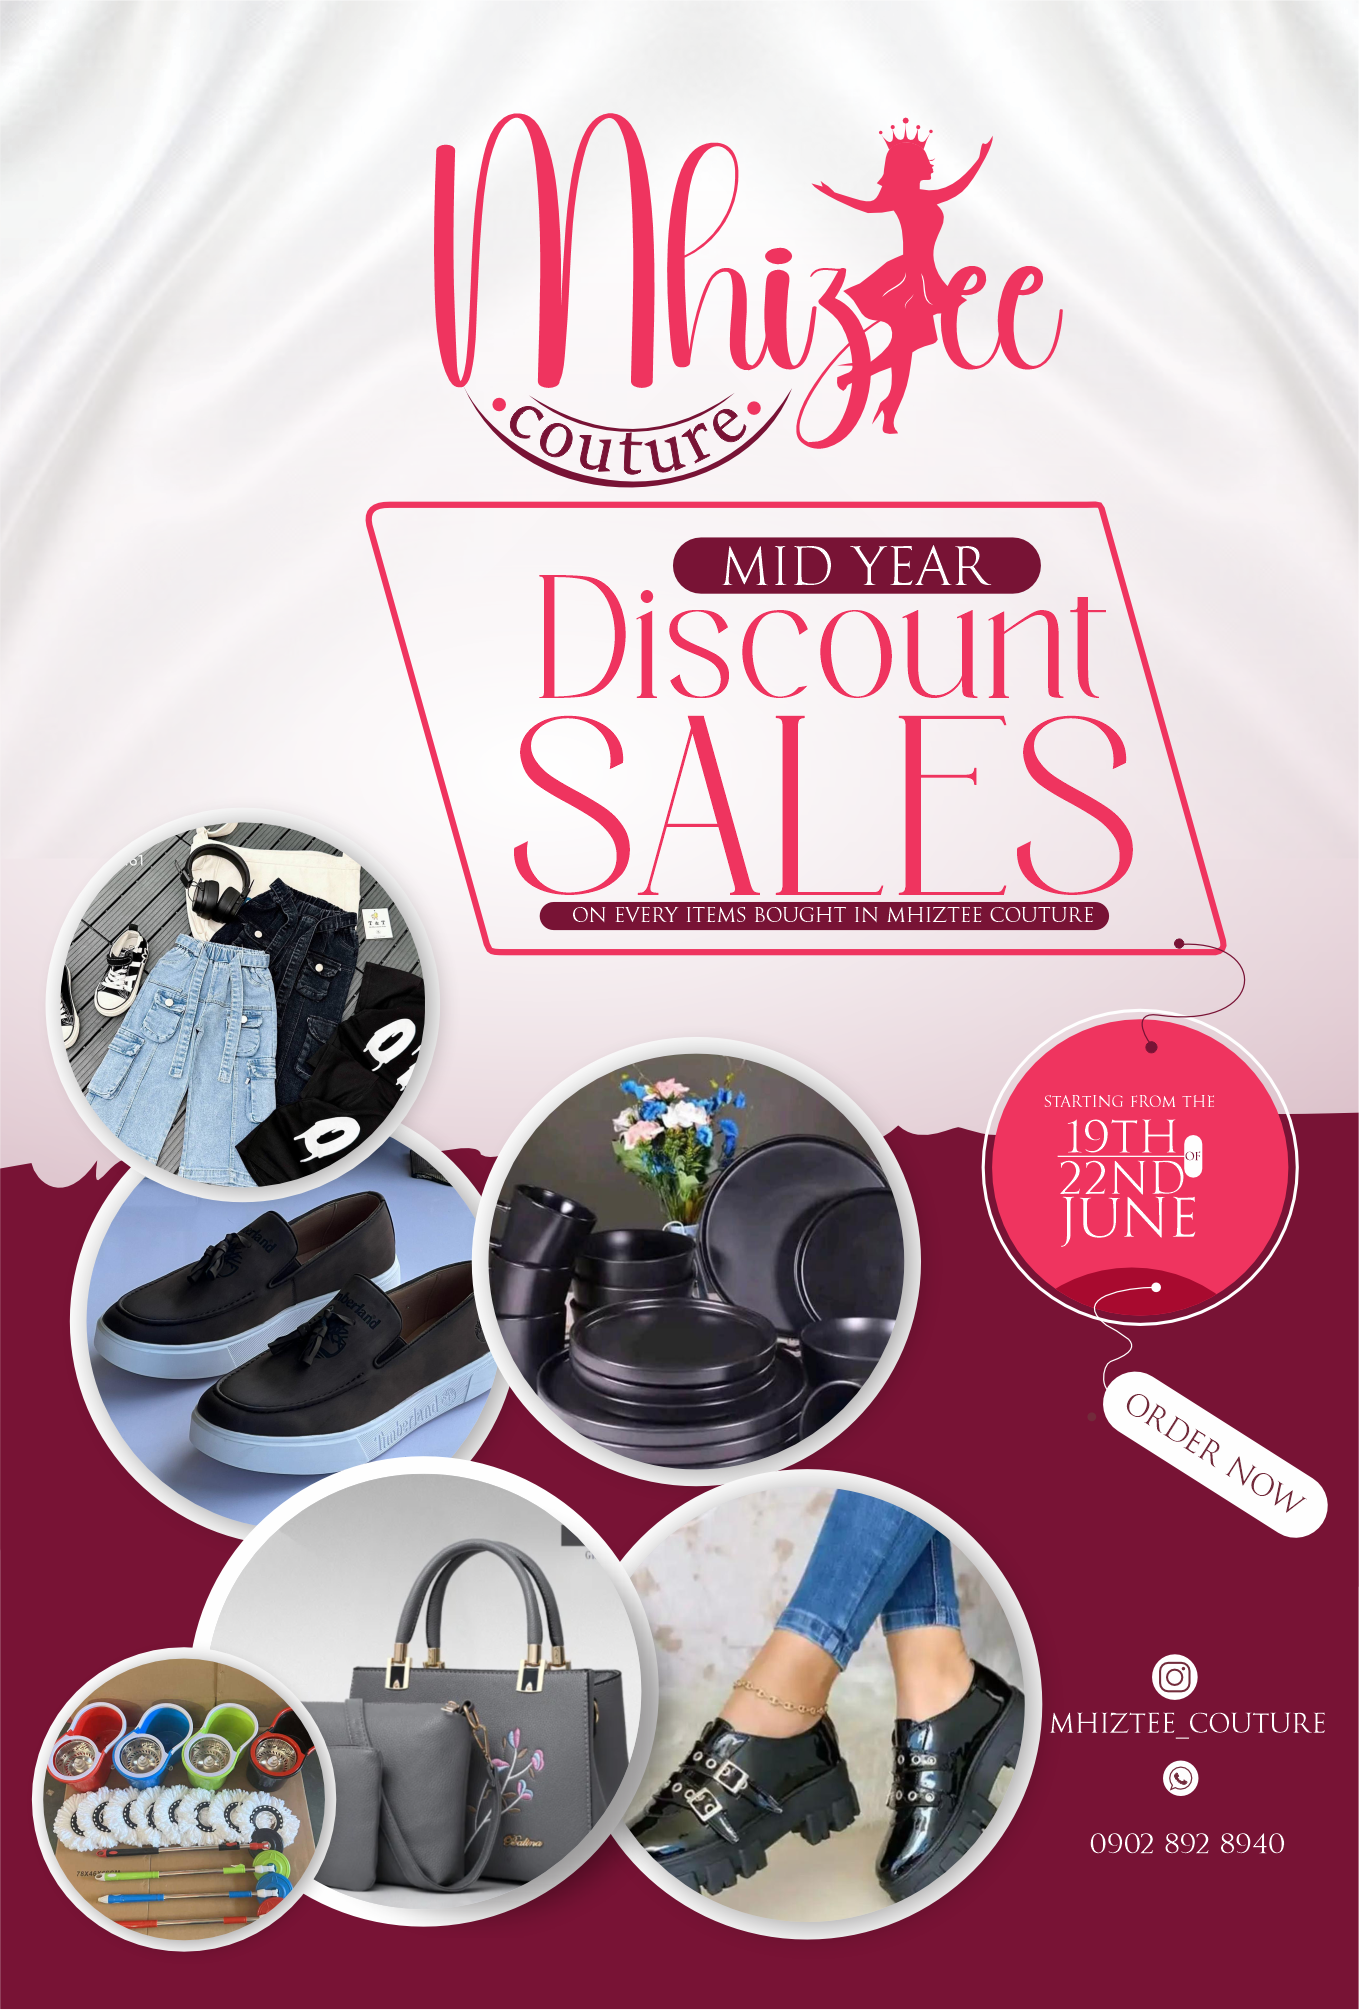 Mhiztee
couture
MID YEAR
Discount
SALES
ON EVERY ITEMS BOUGHT IN MHIZTEE COUTURE
STARTING FROM THE
19TH
OF
22ND
JUNE
ORDER NOW
Timberland
T&T
MHIZTEE_COUTURE
0902 892 8940